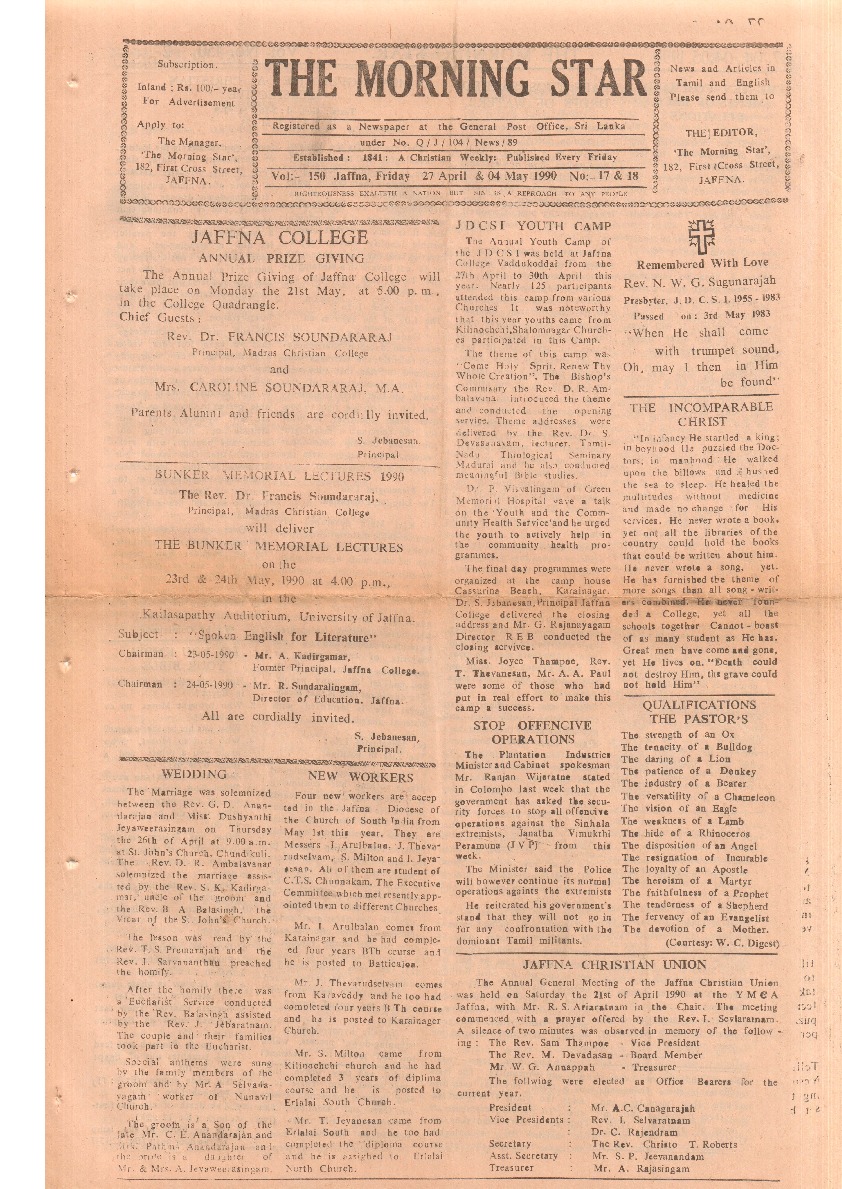 Subscription.
Inland : Rs. 100/- year
For Advertisement
Apply to:
The Manager.
'The Morning Star',
182, First Cross Street,
JAFFNA.
THE MORNING STAR
Registered as a Newspaper at the General Post Office, Sri Lanka
under No. Q / J / 104 / News / 89
Established : 1841 : A Christian Weekly: Published Every Friday
Vol:- 150 Jaffna, Friday 27 April & 04 May 1990 No:- 17 & 18
RIGHTEOUSNESS EXALTETH A NATION BUT SIN IS A REPROACH TO ANY PEOPLE
News and Articles in
Tamil and English
Please send them to
THE EDITOR,
'The Morning Star',
182, First Cross Street,
JAFFNA.
JAFFNA COLLEGE
ANNUAL PRIZE GIVING
The Annual Prize Giving of Jaffna College will
take place on Monday the 21st May, at 5.00 p. m.,
in the College Quadrangle.
Chief Guests :
Rev. Dr. FRANCIS SOUNDARARAJ
Principal, Madras Christian College
and
Mrs. CAROLINE SOUNDARARAJ, M.A.
Parents, Alumni and friends are cordially invited.
S. Jebanesan.
Principal
BUNKER MEMORIAL LECTURES 1990
The Rev. Dr. Francis Soundararaj,
Principal, Madras Christian College
will deliver
THE BUNKER MEMORIAL LECTURES
on the
23rd & 24th May, 1990 at 4.00 p.m.,
in the
Kailasapathy Auditorium, University of Jaffna.
Subject : "Spoken English for Literature"
Chairman : 23-05-1990 - Mr. A. Kadirgamar,
Former Principal, Jaffna College.
Chairman : 24-05-1990 - Mr. R. Sundaralingam,
Director of Education, Jaffna.
All are cordially invited.
S. Jebanesan,
Principal.
WEDDING
The Marriage was solemnized
between the Rev. G. D. Anan-
darajan and Miss. Dushyanthi
Jeyaweerasingam on Thursday
the 26th of April at 9.00 a.m.
at St. John's Church, Chundikuli.
The Rev. D. R. Ambalavanar
solemnized the marriage assis-
ted by the Rev. S. K. Kadirga-
mar, uncle of the groom and
the Rev. B A Balasingh, the
Vicar of the St. John's Church.
The lesson was read by the
Rev. T. S. Premarajah and the
Rev. J. Sarvananthan preached
the homily.
After the homily there was
a 'Eucharist' Service conducted
by the Rev. Balasingh assisted
by the Rev. J. Jebaratnam.
The couple and their families
took part in the Eucharist.
Special anthems were sung
by the family members of the
groom and by Mr. A Selvada-
yagam worker of Nunavil
Church.
The groom is a Son of the
late Mr. C. E. Anandarajan and
Mrs. Pathma Anandarajan and
the bride is a daughter of
Mr. & Mrs. A. Jeyaweerasingam.
NEW WORKERS
Four new workers are accep
ted in the Jaffna Diocese of
the Church of South India from
May 1st this year. They are
Messers J. Arulbalan, J. Theva-
rudselvam, S. Milton and I. Jeya-
nesan. All of them are student of
C.T.S. Chunnakam. The Executive
Committee which met recently app-
ointed them to different Churches
Mr. I. Arulbalan comes from
Karainagar and he had comple-
ed four years BTh course and
he is posted to Batticaloa.
Mr J. Thevarudselvam comes
from Karaveddy and he too had
completed four years B Th course
and he is posted to Karainager
Church.
Mr. S. Milton came from
Kilinochchi church and he had
completed 3 years of diplima
course and he is posted to
Erlalai South Church.
Mr. T. Jeyanesan came from
Erlalai South and he too had
completed the "diploma course
and he is assigned to Erlalai
North Church.
J D C S I YOUTH CAMP
The Annual Youth Camp of
the J D C S I was held at Jaffna
College Vaddukoddai from the
27th April to 30th April this
year. Nearly 125 participants
attended this camp from various
Churches It was noteworthy
that this year youths came from
Kilinochchi, Shalomnagar Church-
es participated in this Camp.
The theme of this camp was
"Come Holy Sprit, Renew Thy
Whole Creation". The Bishop's
Commisary the Rev. D. R. Am-
balavana introduced the theme
and conducted the opening
service. Theme addresses were
delivered by the Rev. Dr. S.
Devasanayam, lecturer, Tamil-
Nadu Thological Seminary
Madurai and he also conducted
meaningful Bible studies.
Dr. P. Visvalingam of Green
Memorial Hospital gave a talk
on the 'Youth and the Comm-
unity Health Service' and he urged
the youth to actively help in
the community health pro-
grammes.
The final day programmes were
organized at the camp house
Cassurina Beach, Karainagar.
Dr. S. Jebanesan, Principal Jaffna
College delivered the closing
address and Mr. G. Rajanayagam
Director R E B conducted the
closing servivce.
Miss. Joyce Thampoe, Rev.
T. Thevanesan, Mr. A. A. Paul
were some of those who had
put in real effort to make this
camp a success.
STOP OFFENCIVE
OPERATIONS
The Plantation Industries
Minister and Cabinet spokesman
Mr. Ranjan Wijeratne stated
in Colombo last week that the
government has asked the secu-
rity forces to stop all offencive
operations against the Sinhala
extremists, Janatha Vimukthi
Peramuna (J V P) from this
week.
The Minister said the Police
will however continue its normal
operations againts the extremists
He reiterated his government's
stand that they will not go in
for any confrontation with the
dominant Tamil militants.
Remembered With Love
Rev. N. W. G. Sugunarajah
Presbyter, J. D. C. S. I. 1955 - 1983
Passed on : 3rd May 1983
"When He shall come
with trumpet sound,
Oh, may I then in Him
be found"
THE INCOMPARABLE
CHRIST
"In infancy He startled a king;
in boyhood He puzzled the Doc-
tors; in manhood He walked
upon the billows and hushed
the sea to sleep. He healed the
multitudes without medicine
and made no change for His
services. He never wrote a book,
yet not all the libraries of the
country could hold the books
that could be written about him.
He never wrote a song, yet.
He has furnished the theme of
more songs than all song - writ-
ers combined. He never foun-
ded a College, yet all the
schools together Cannot - boast
of as many student as He has.
Great men have come and gone,
yet He lives on. "Death could
not destroy Him, the grave could
not hold Him"
QUALIFICATIONS
THE PASTOR'S
The strength of an Ox
The tenacity of a Bulldog
The daring of a Lion
The patience of a Donkey
The industry of a Bearer
The versatility of a Chameleon
The vision of an Eagle
The weakness of a Lamb
The hide of a Rhinoceros
The disposition of an Angel
The resignation of Incurable
The loyalty of an Apostle
The heroism of a Martyr
The faithfulness of a Prophet
The tenderness of a Shepherd
The fervency of an Evangelist
The devotion of a Mother.
(Courtesy: W. C. Digest)
JAFFNA CHRISTIAN UNION
The Annual General Meeting of the Jaffna Christian Union
was held on Saturday the 21st of April 1990 at the Y M C A
Jaffna, with Mr. R. S. Ariaratnam in the Chair. The meeting
commenced with a prayer offered by the Rev. I. Selvaratnam.
A silence of two minutes was observed in memory of the follow -
ing : The Rev. Sam Thampoe - Vice President
The Rev. M. Devadasan - Board Member
Mr. W. G. Annappah - Treasurer
The follwing were elected as Office Bearers for the
current year.
President : Mr. A.C. Canagarajah
Vice Presidents : Rev. I. Selvaratnam
: Dr. C. Rajendram
Secretary : The Rev. Christo T. Roberts
Asst. Secretary : Mr. S. P. Jeevanandam
Treasurer : Mr. A. Rajasingam